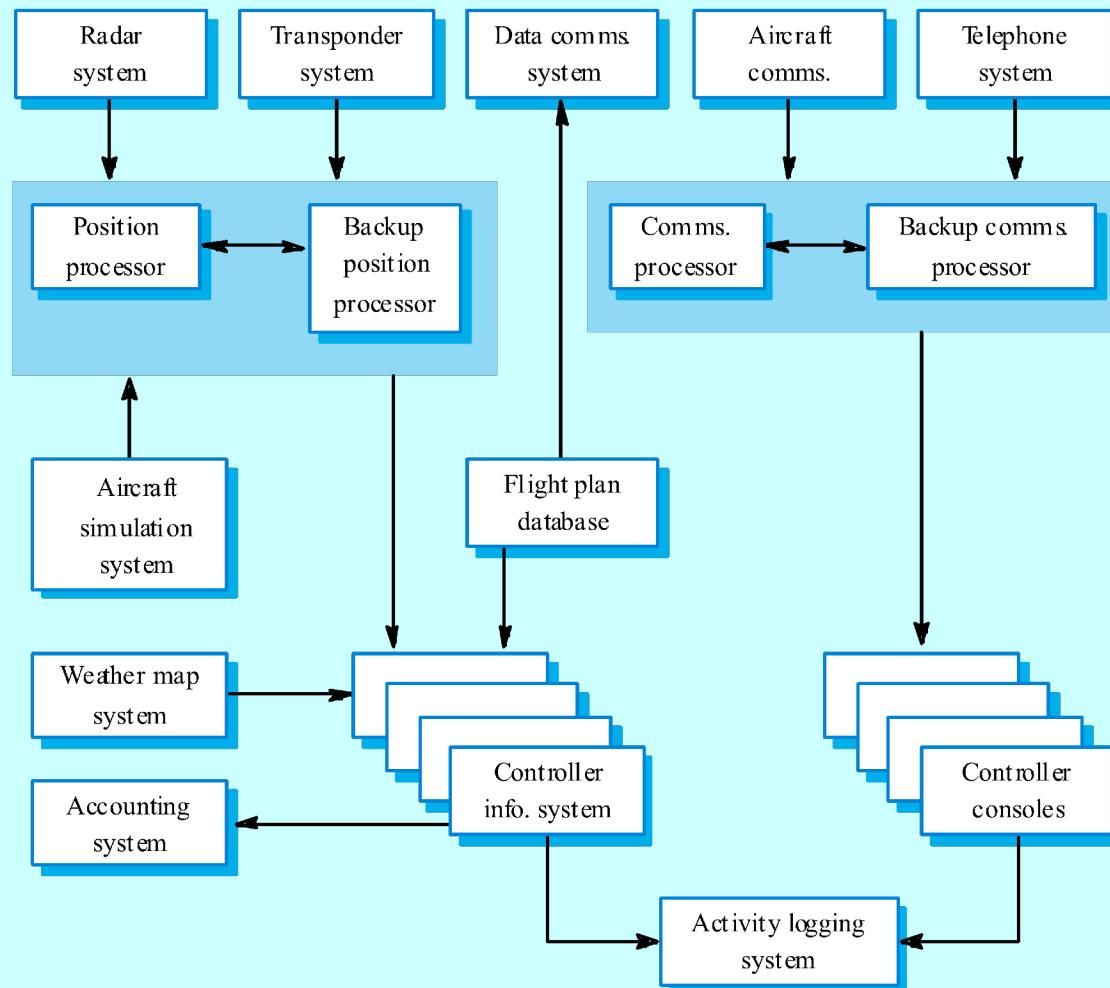 Radar
system
Transponder
system
Data comms.
system
Aircraft
comms.
Telephone
system
Position
processor
Backup
position
processor
Comms.
processor
Backup comms.
processor
Aircraft
simulation
system
Flight plan
database
Weather map
system
Accounting
system
Controller
info. system
Controller
consoles
Activity logging
system